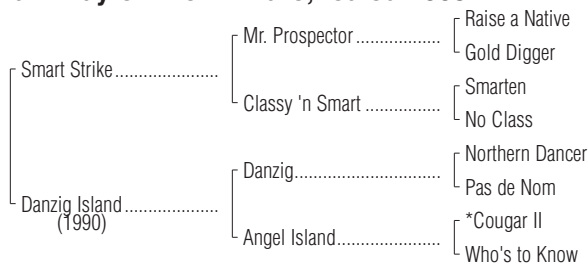 Raise a Native
Mr. Prospector
Gold Digger
Smart Strike
Smarten
Classy 'n Smart
No Class
Northern Dancer
Danzig
Pas de Nom
Danzig Island
(1990)
*Cougar II
Angel Island
Who's to Know